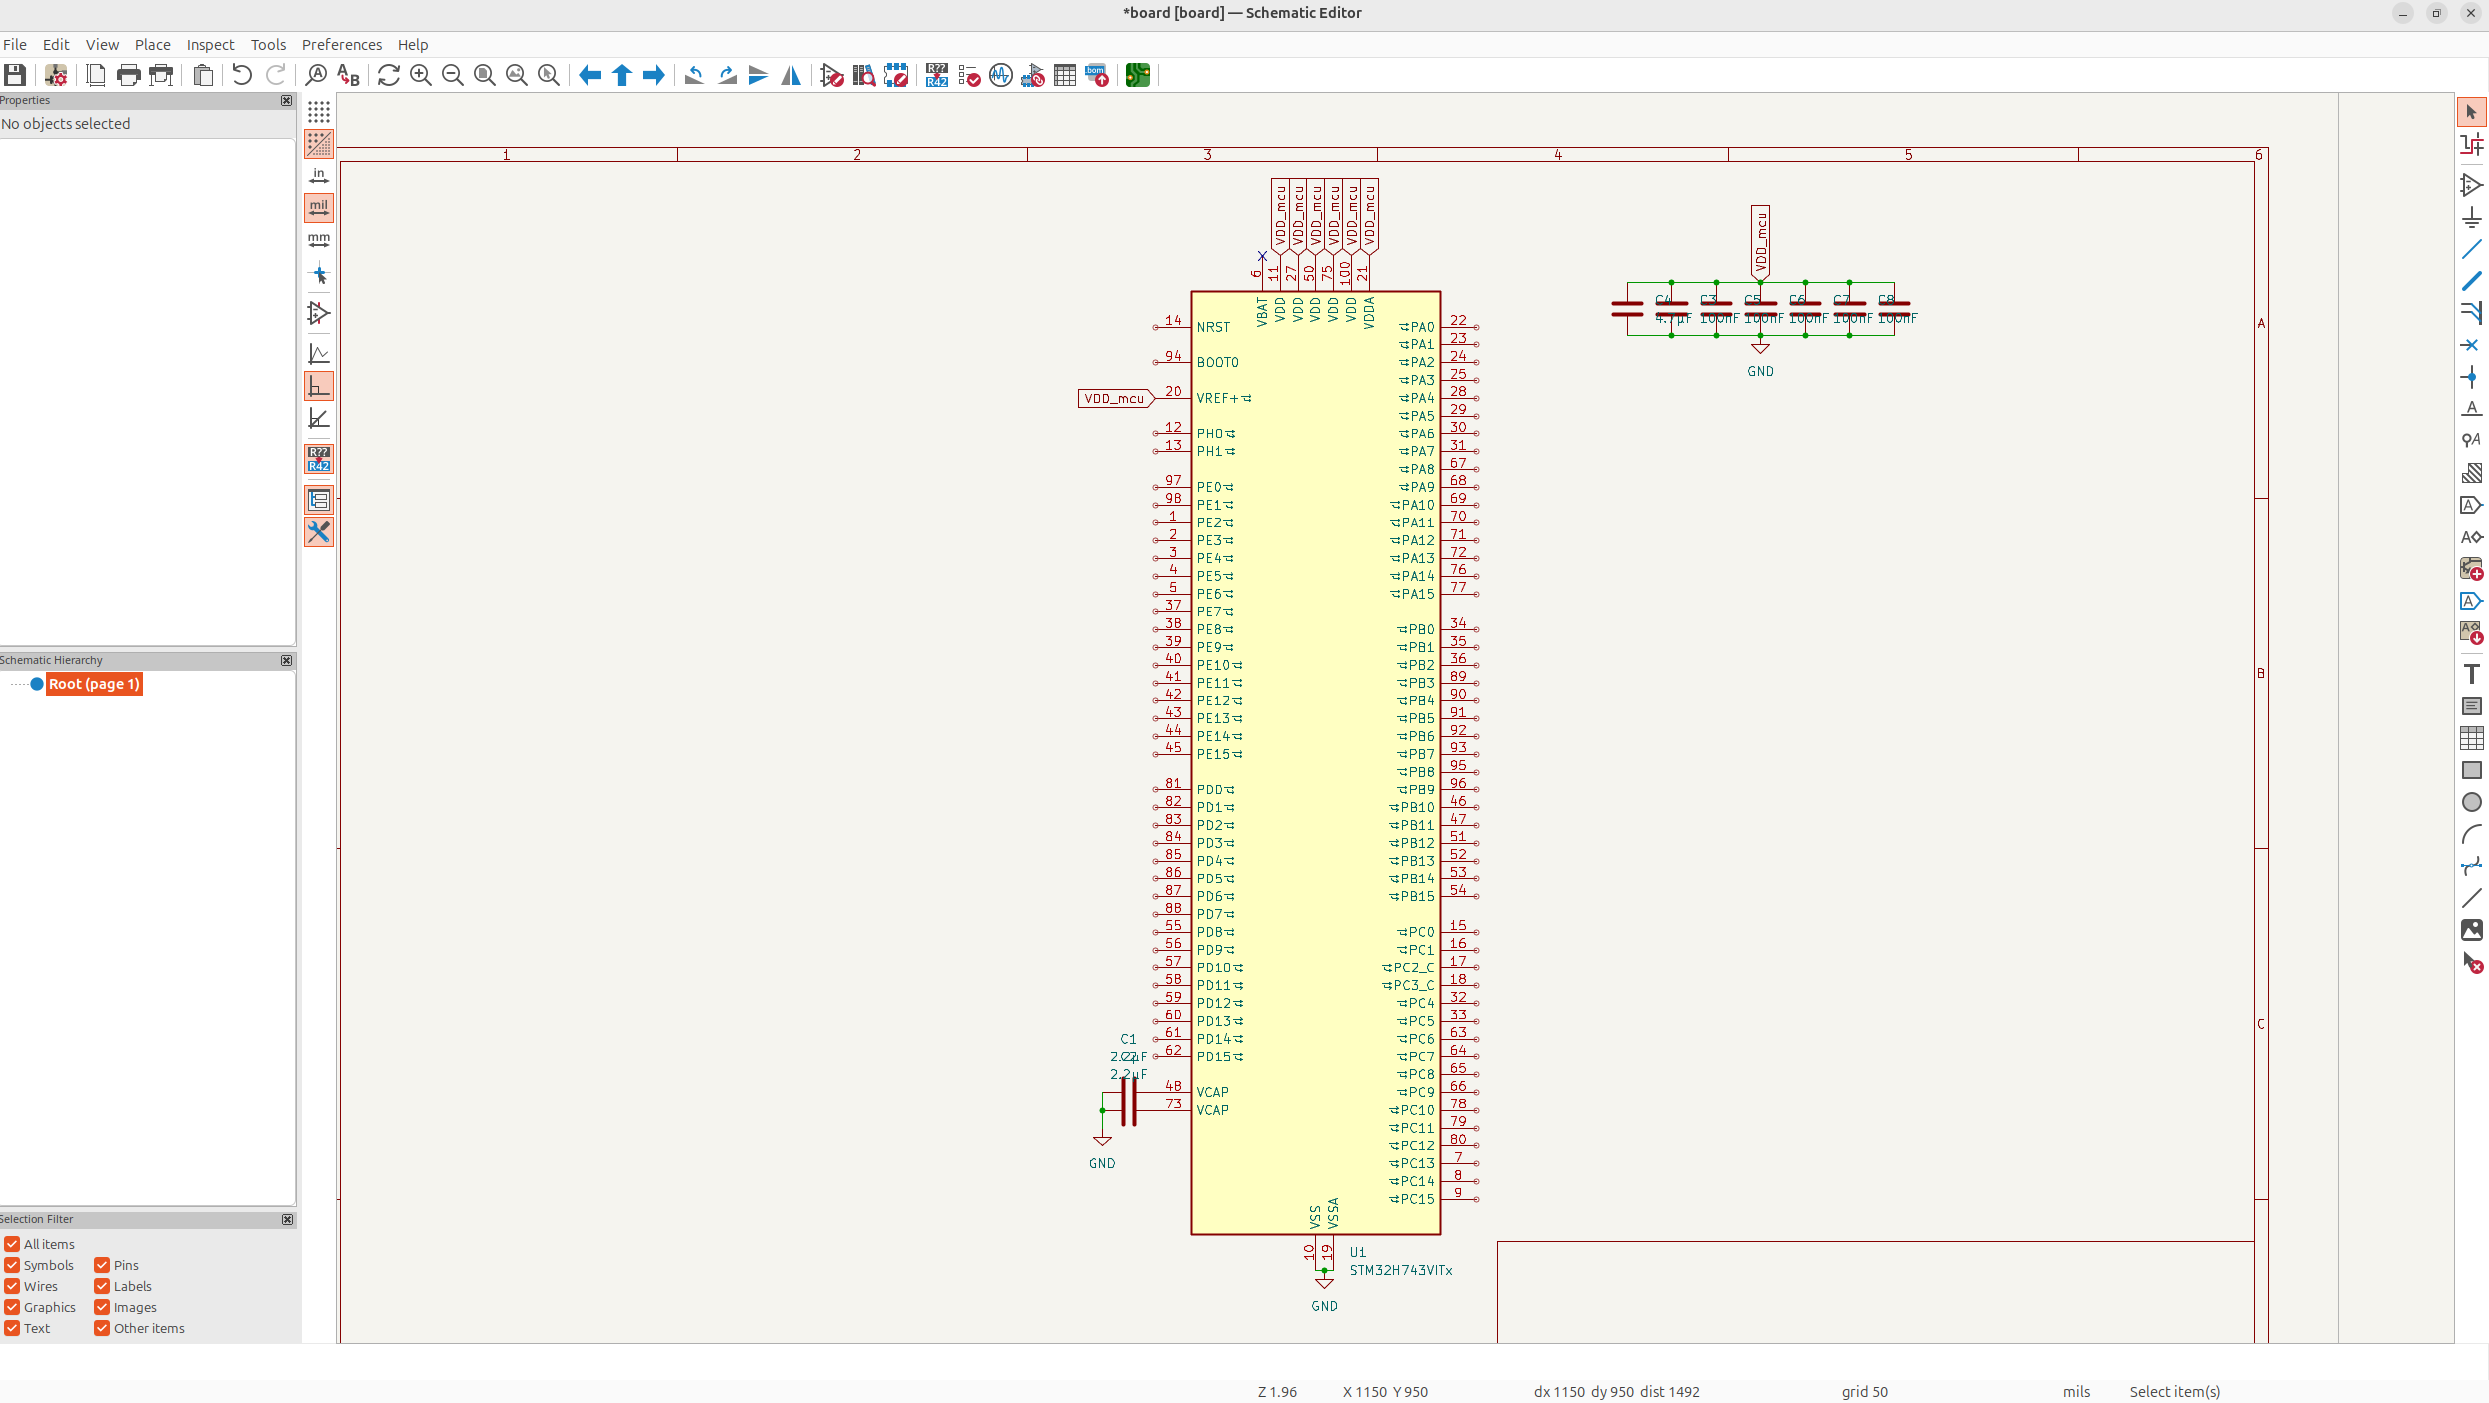 *board [board] — Schematic Editor
File Edit View Place Inspect Tools Preferences Help
Properties
No objects selected
in
mil
mm
R??
R42
Schematic Hierarchy
Root (page 1)
Selection Filter
All items
Symbols Pins
Wires Labels
Graphics Images
Text Other items
1 2 3 4 5 6
A
B
C
VDD_mcu VDD_mcu VDD_mcu VDD_mcu VDD_mcu VDD_mcu
6 11 27 50 75 100 21
VBAT VDD VDD VDD VDD VDD VDDA
VDD_mcu
C4 C3 C5 C6 C7 C8
4.7µF 100nF 100nF 100nF 100nF 100nF
GND
14 NRST
94 BOOT0
VDD_mcu 20 VREF+
12 PH0
13 PH1
97 PE0
98 PE1
1 PE2
2 PE3
3 PE4
4 PE5
5 PE6
37 PE7
38 PE8
39 PE9
40 PE10
41 PE11
42 PE12
43 PE13
44 PE14
45 PE15
81 PD0
82 PD1
83 PD2
84 PD3
85 PD4
86 PD5
87 PD6
88 PD7
55 PD8
56 PD9
57 PD10
58 PD11
59 PD12
60 PD13
61 PD14
62 PD15
C1
2.2µF
C2
2.2µF
48 VCAP
73 VCAP
GND
PA0 22
PA1 23
PA2 24
PA3 25
PA4 28
PA5 29
PA6 30
PA7 31
PA8 67
PA9 68
PA10 69
PA11 70
PA12 71
PA13 72
PA14 76
PA15 77
PB0 34
PB1 35
PB2 36
PB3 89
PB4 90
PB5 91
PB6 92
PB7 93
PB8 95
PB9 96
PB10 46
PB11 47
PB12 51
PB13 52
PB14 53
PB15 54
PC0 15
PC1 16
PC2_C 17
PC3_C 18
PC4 32
PC5 33
PC6 63
PC7 64
PC8 65
PC9 66
PC10 78
PC11 79
PC12 80
PC13 7
PC14 8
PC15 9
VSS VSSA
10 19
U1
STM32H743VITx
GND
Z 1.96 X 1150 Y 950 dx 1150 dy 950 dist 1492 grid 50 mils Select item(s)